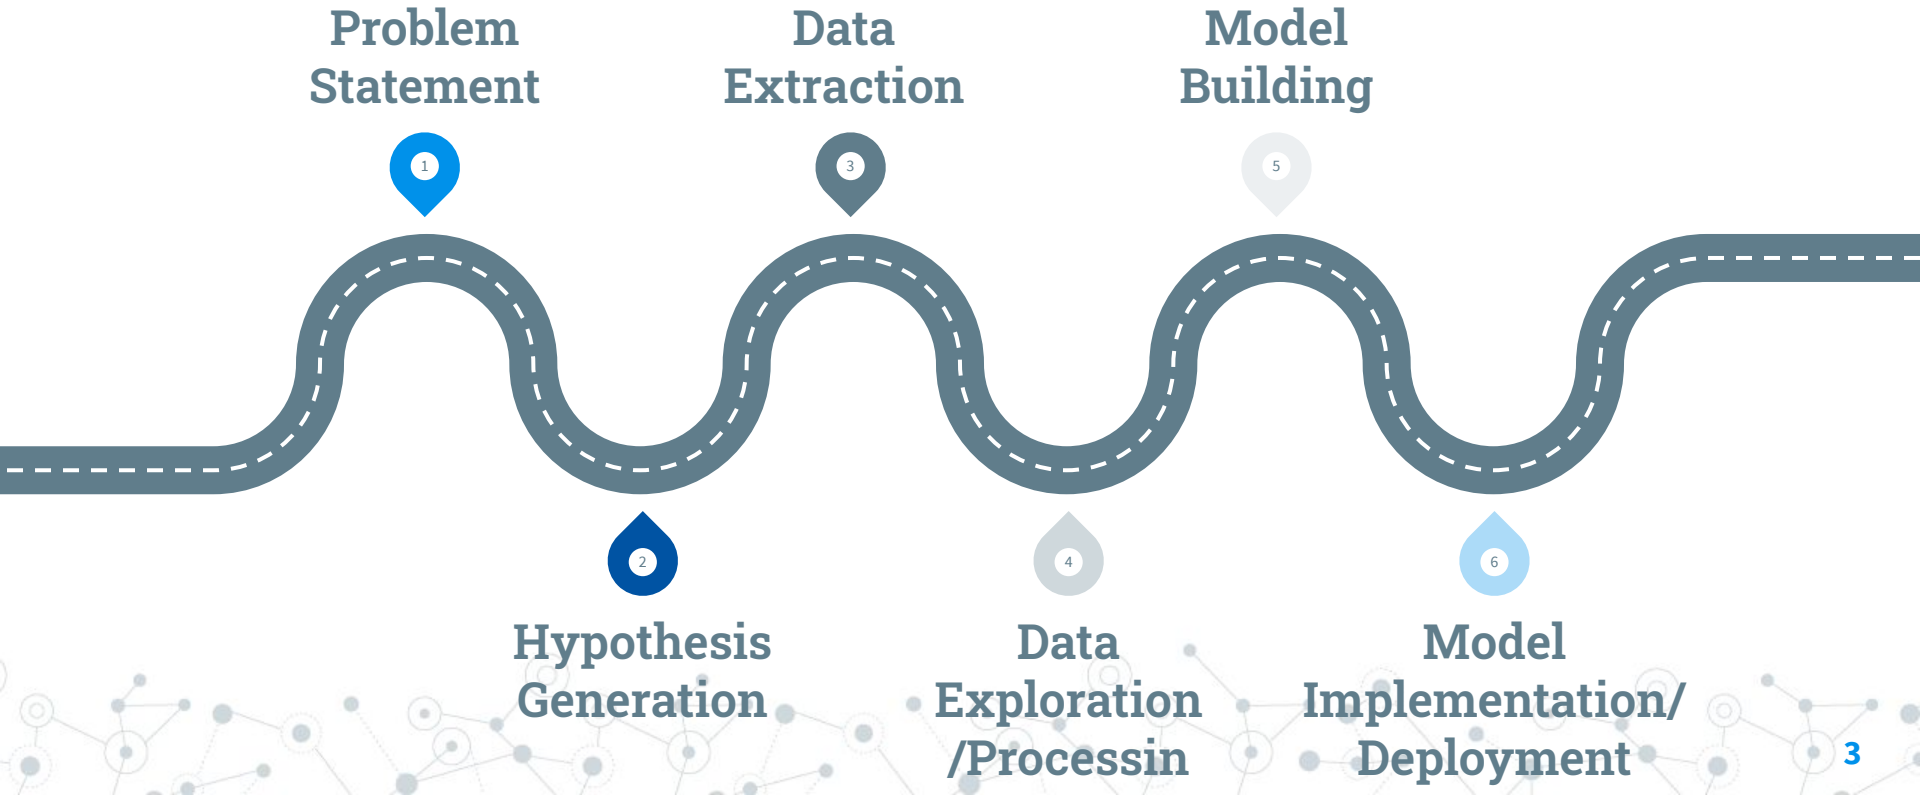 Problem
Statement
1
Hypothesis
Generation
2
Data
Extraction
3
Data
Exploration
/Processin
4
Model
Building
5
Model
Implementation/
Deployment
6
3